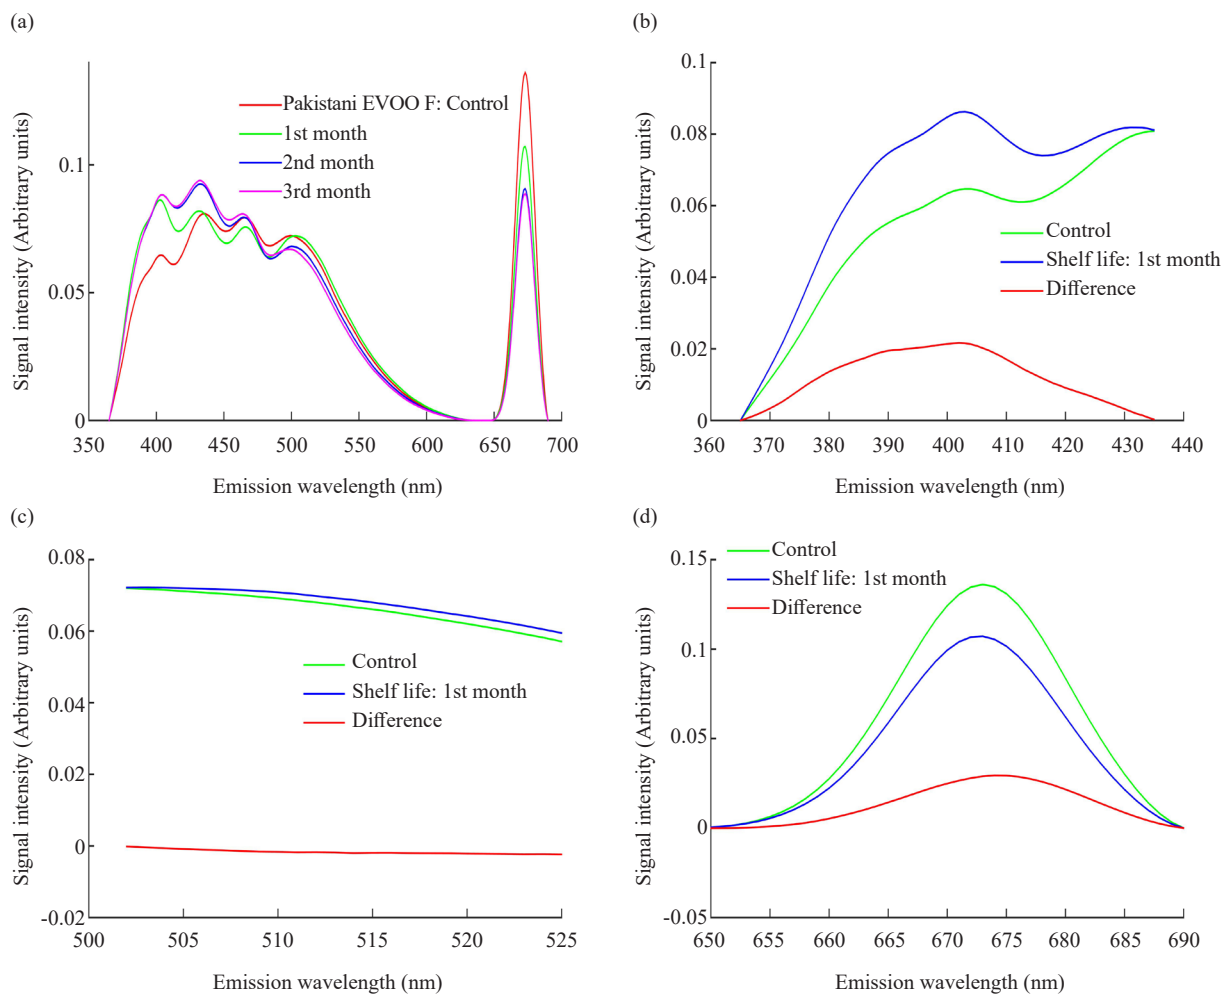 (a)
Signal intensity (Arbitrary units)
0.1
0.05
0
Pakistani EVOO F: Control
1st month
2nd month
3rd month
350 400 450 500 550 600 650 700
Emission wavelength (nm)
(b)
Signal intensity (Arbitrary units)
0.1
0.08
0.06
0.04
0.02
0
Control
Shelf life: 1st month
Difference
360 370 380 390 400 410 420 430 440
Emission wavelength (nm)
(c)
Signal intensity (Arbitrary units)
0.08
0.06
0.04
0.02
0
-0.02
Control
Shelf life: 1st month
Difference
500 505 510 515 520 525
Emission wavelength (nm)
(d)
Signal intensity (Arbitrary units)
0.15
0.1
0.05
0
-0.05
Control
Shelf life: 1st month
Difference
650 655 660 665 670 675 680 685 690
Emission wavelength (nm)